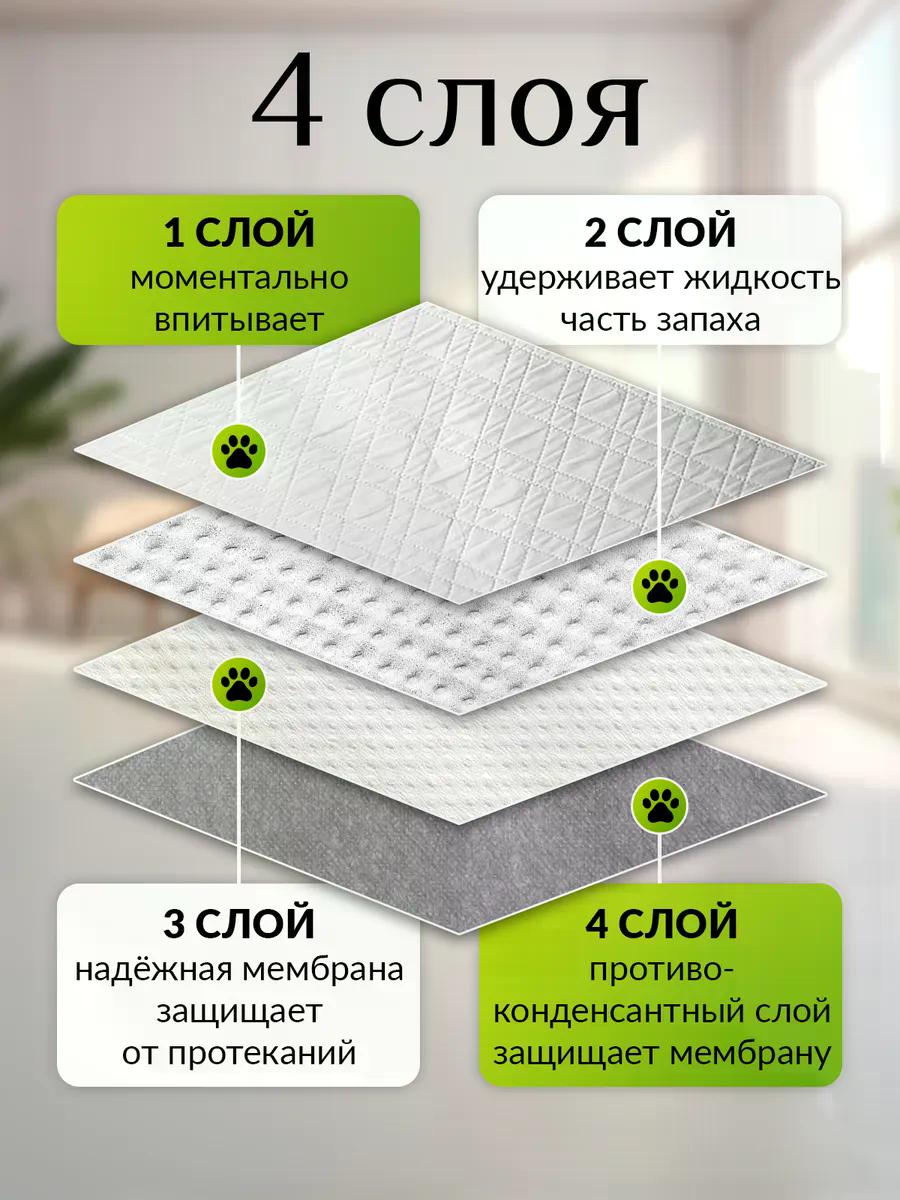 4 слоя
1 СЛОЙ
моментально
впитывает
2 СЛОЙ
удерживает жидкость
часть запаха
3 СЛОЙ
надёжная мембрана
защищает
от протеканий
4 СЛОЙ
противо-
конденсантный слой
защищает мембрану